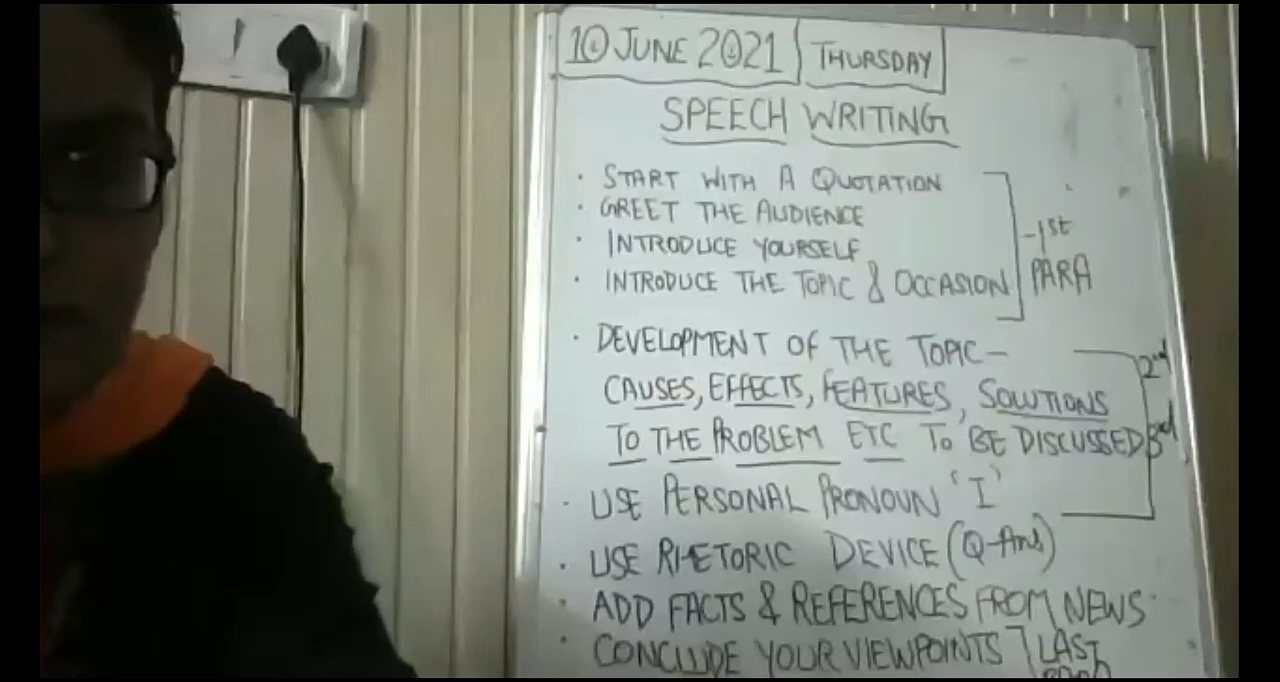 10 JUNE 2021 THURSDAY
SPEECH WRITING
· START WITH A QUOTATION
· GREET THE AUDIENCE
· INTRODUCE YOURSELF
· INTRODUCE THE TOPIC & OCCASION
-1st
PARA
· DEVELOPMENT OF THE TOPIC—
CAUSES, EFFECTS, FEATURES, SOLUTIONS
TO THE PROBLEM ETC TO BE DISCUSSED
2nd
3rd
· USE PERSONAL PRONOUN 'I'
· USE RHETORIC DEVICE (Q-Ans)
· ADD FACTS & REFERENCES FROM NEWS
· CONCLUDE YOUR VIEWPOINTS ] LAST